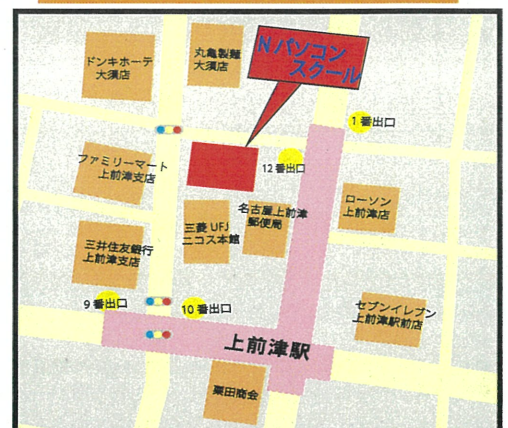 ドンキホーテ
大須店
丸亀製麺
大須店
Nパソコン
スクール
1番出口
ファミリーマート
上前津支店
12番出口
ローソン
上前津店
名古屋上前津
郵便局
三菱UFJ
ニコス本館
三井住友銀行
上前津支店
9番出口
10番出口
セブンイレブン
上前津駅前店
上前津駅
栗田商会